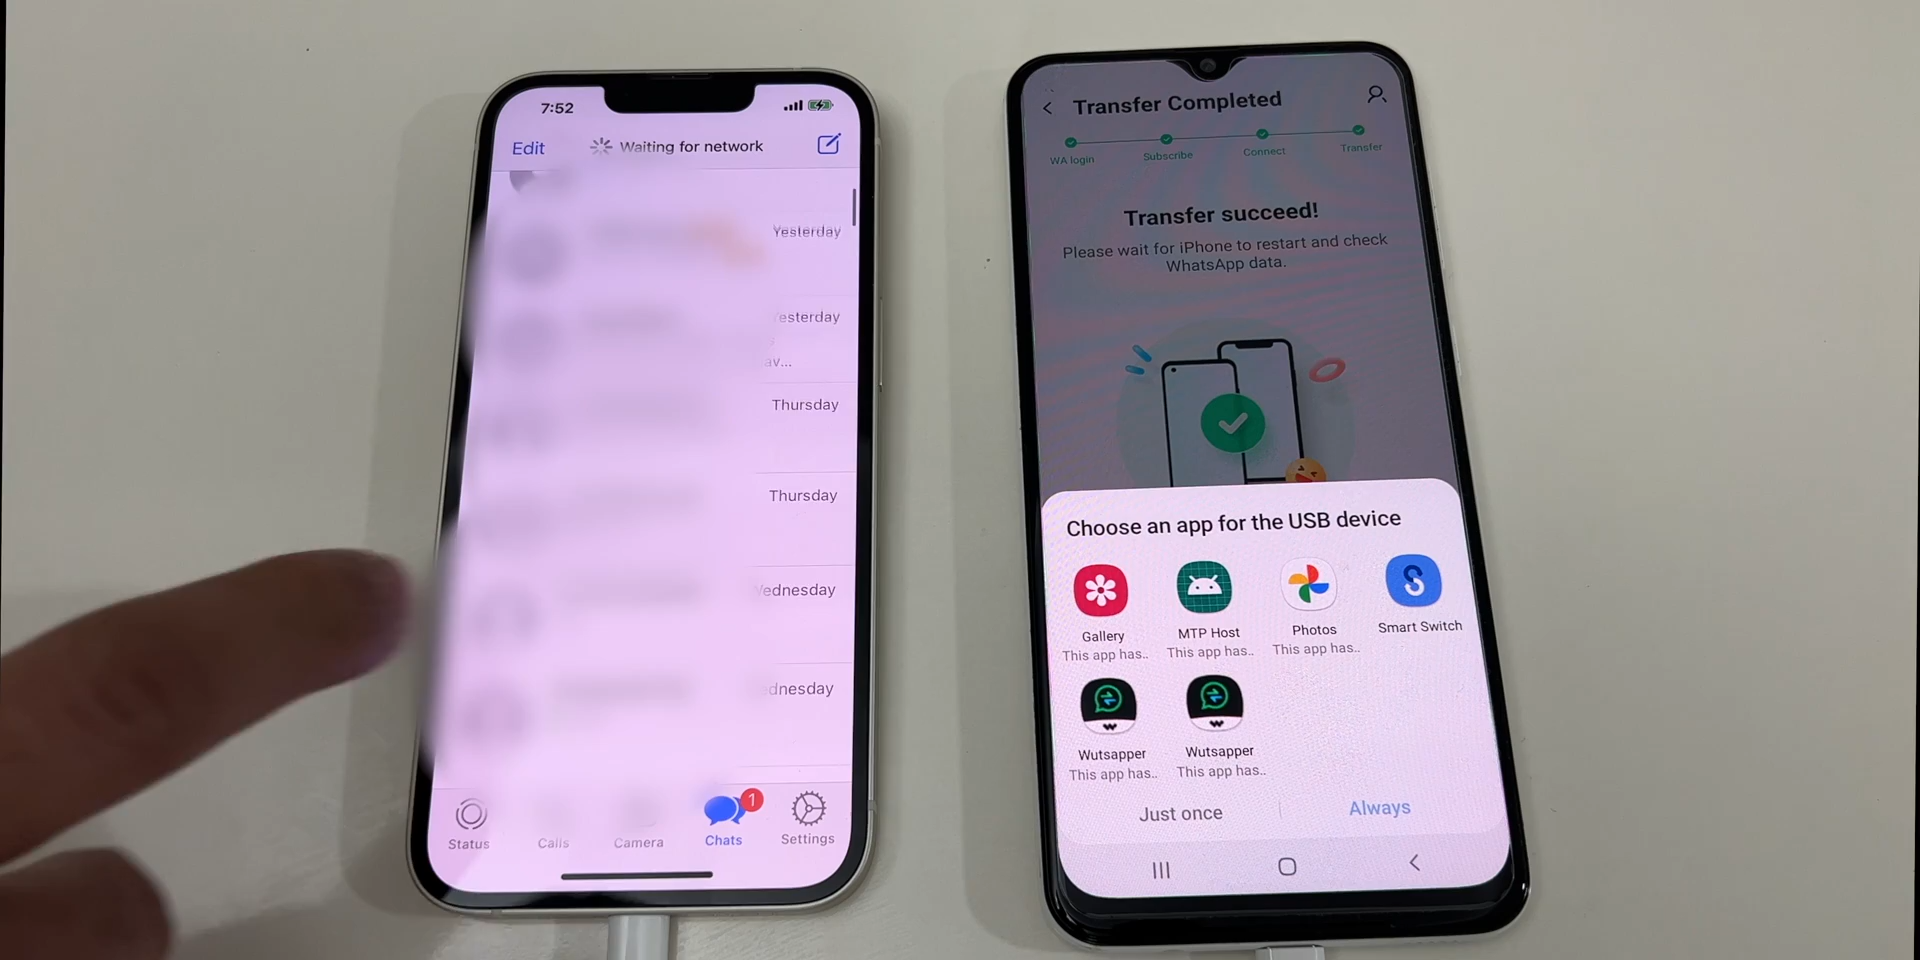 7:52
Edit
Waiting for network
Yesterday
esterday
av...
Thursday
Thursday
Wednesday
dnesday
Status
Calls
Camera
1
Chats
Settings
Transfer Completed
WA login
Subscribe
Connect
Transfer
Transfer succeed!
Please wait for iPhone to restart and check
WhatsApp data.
Choose an app for the USB device
Gallery
This app has..
MTP Host
This app has..
Photos
This app has..
Smart Switch
Wutsapper
This app has..
Wutsapper
This app has..
Just once
Always